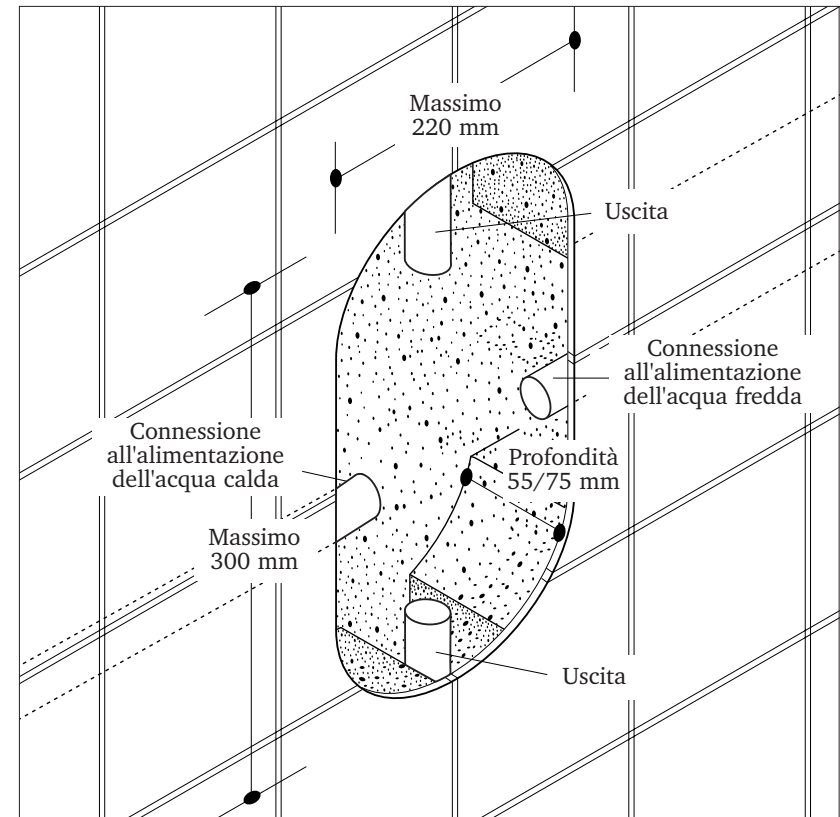 Massimo
220 mm
Uscita
Connessione
all'alimentazione
dell'acqua fredda
Connessione
all'alimentazione
dell'acqua calda
Profondità
55/75 mm
Massimo
300 mm
Uscita